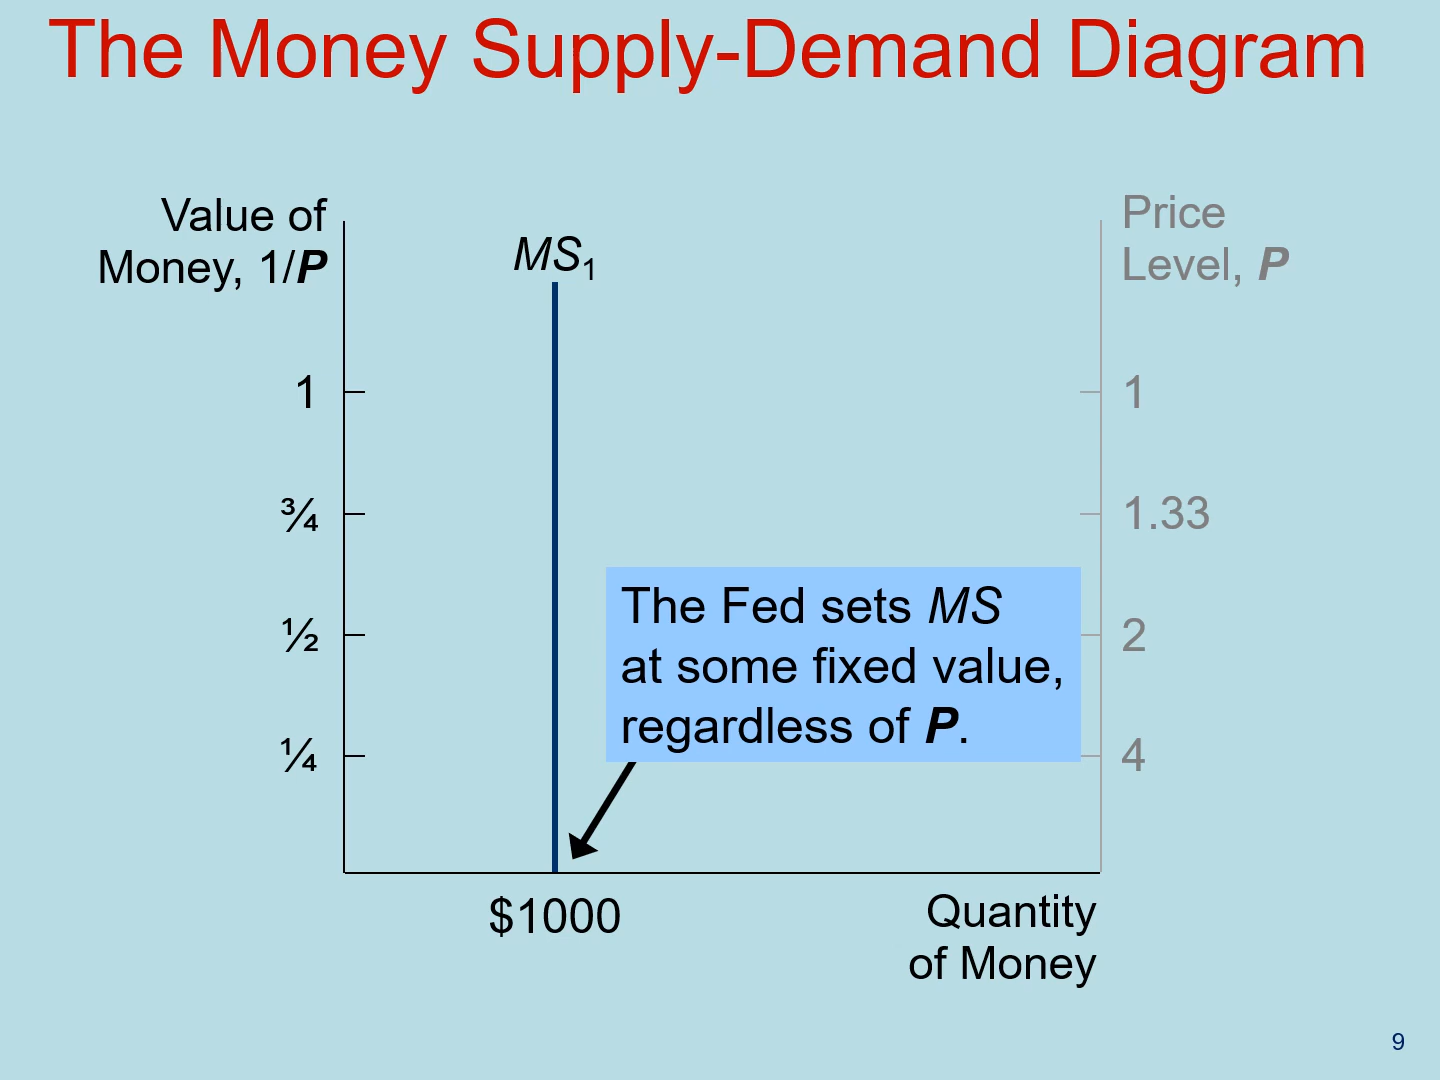 The Money Supply-Demand Diagram
Value of
Money, 1/P
MS₁
Price
Level, P
1
1
¾
1.33
The Fed sets MS
at some fixed value,
regardless of P.
½
2
¼
4
$1000
Quantity
of Money
9